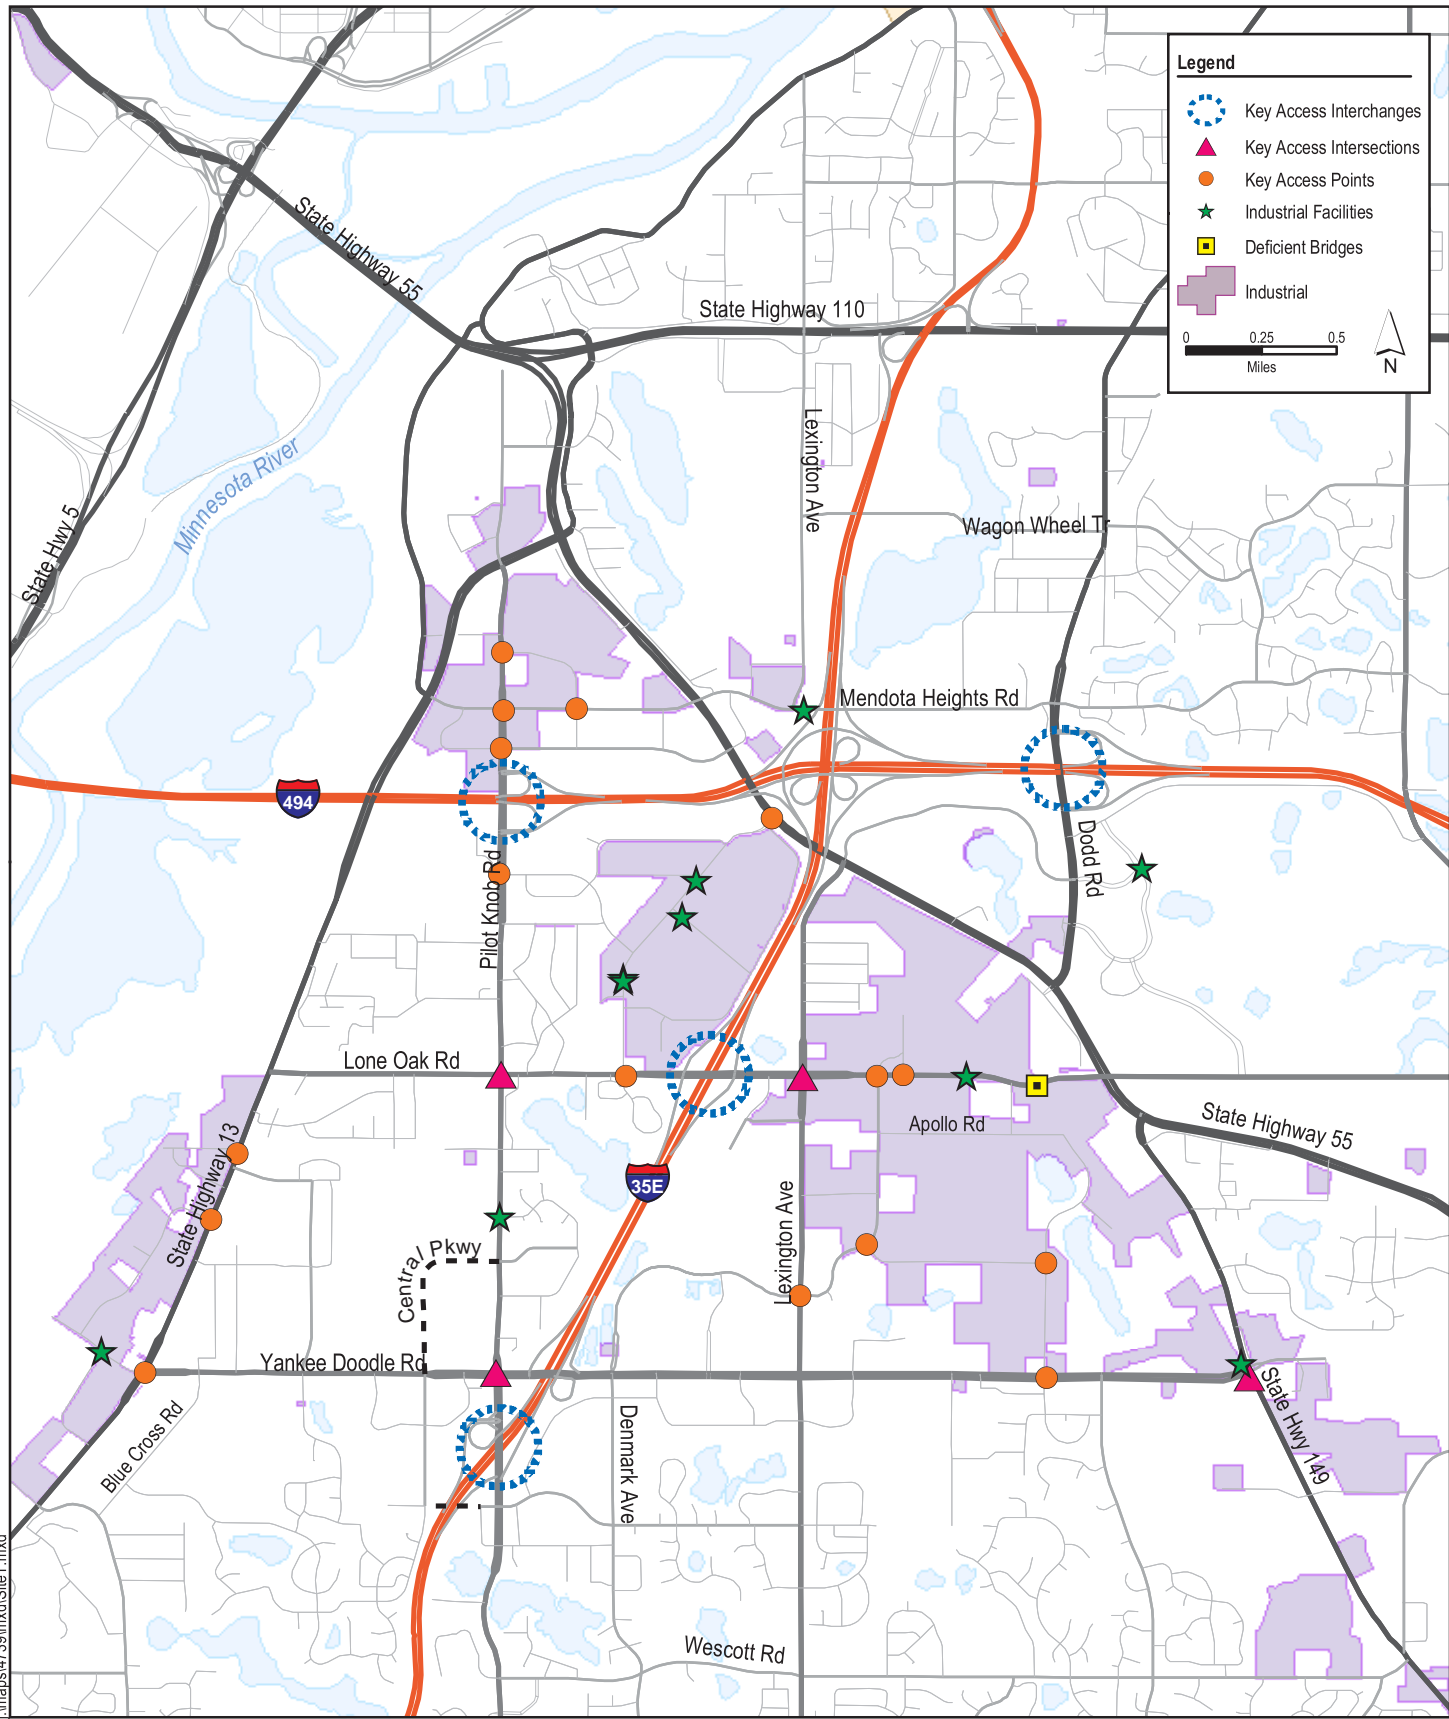 Legend
Key Access Interchanges
Key Access Intersections
Key Access Points
Industrial Facilities
Deficient Bridges
Industrial
0 0.25 0.5
Miles
N
State Highway 55
State Highway 110
Lexington Ave
Minnesota River
State Hwy 5
Wagon Wheel Tr
Mendota Heights Rd
494
Dodd Rd
Pilot Knob Rd
Lone Oak Rd
Apollo Rd
State Highway 55
State Highway 13
35E
Lexington Ave
Central Pkwy
Yankee Doodle Rd
State Hwy 149
Blue Cross Rd
Denmark Ave
Wescott Rd